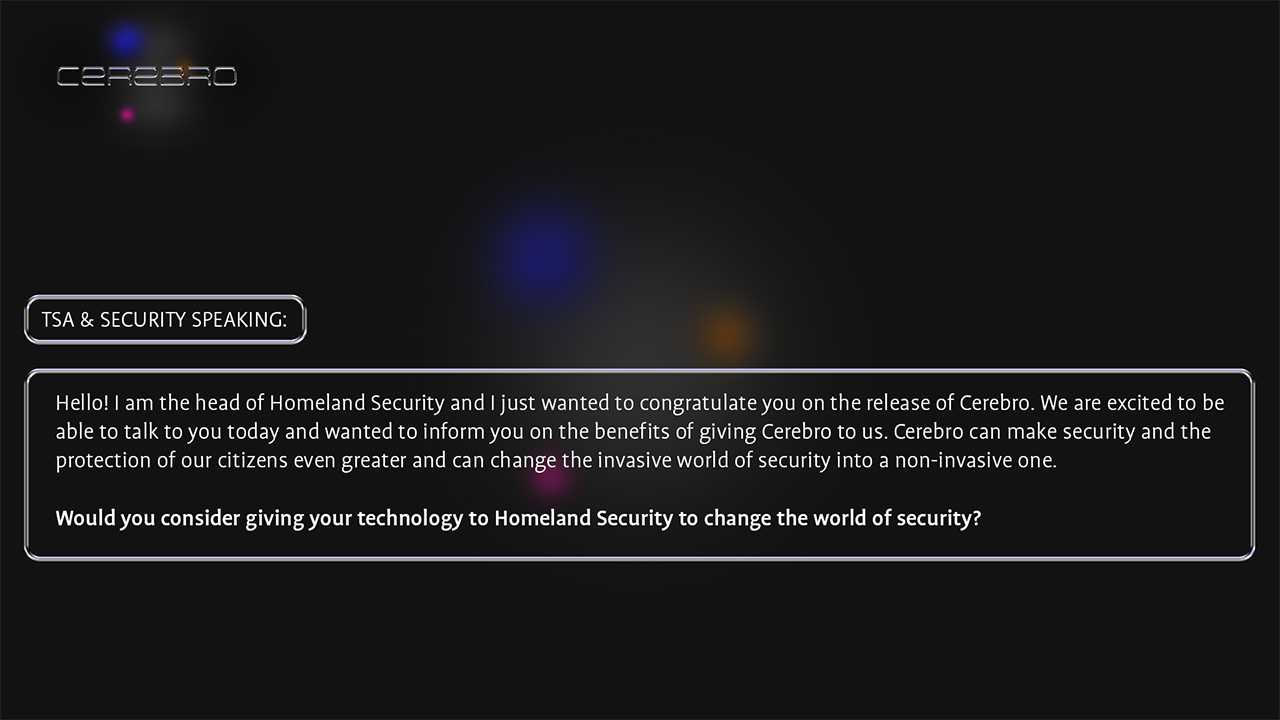 CEREBRO
TSA & SECURITY SPEAKING:
Hello! I am the head of Homeland Security and I just wanted to congratulate you on the release of Cerebro. We are excited to be
able to talk to you today and wanted to inform you on the benefits of giving Cerebro to us. Cerebro can make security and the
protection of our citizens even greater and can change the invasive world of security into a non-invasive one.
Would you consider giving your technology to Homeland Security to change the world of security?